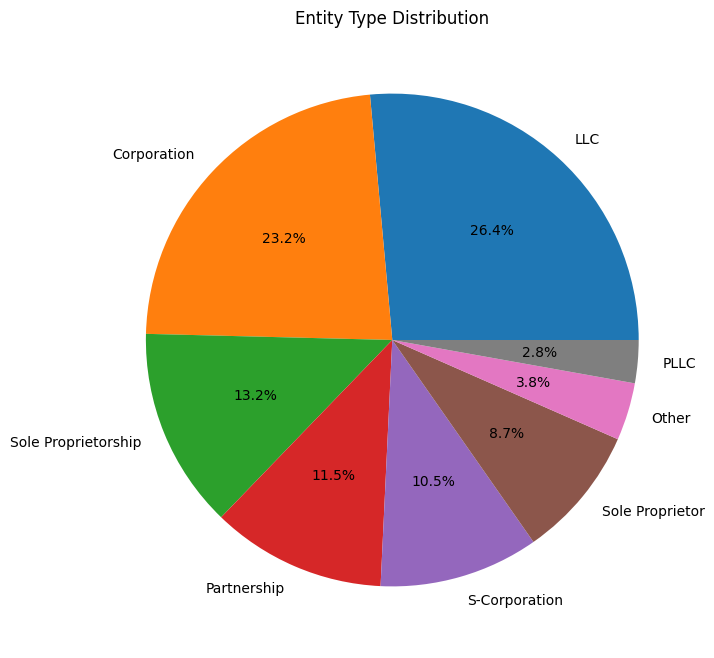 Entity Type Distribution
LLC
26.4%
Corporation
23.2%
Sole Proprietorship
13.2%
Partnership
11.5%
S-Corporation
10.5%
Sole Proprietor
8.7%
Other
3.8%
PLLC
2.8%